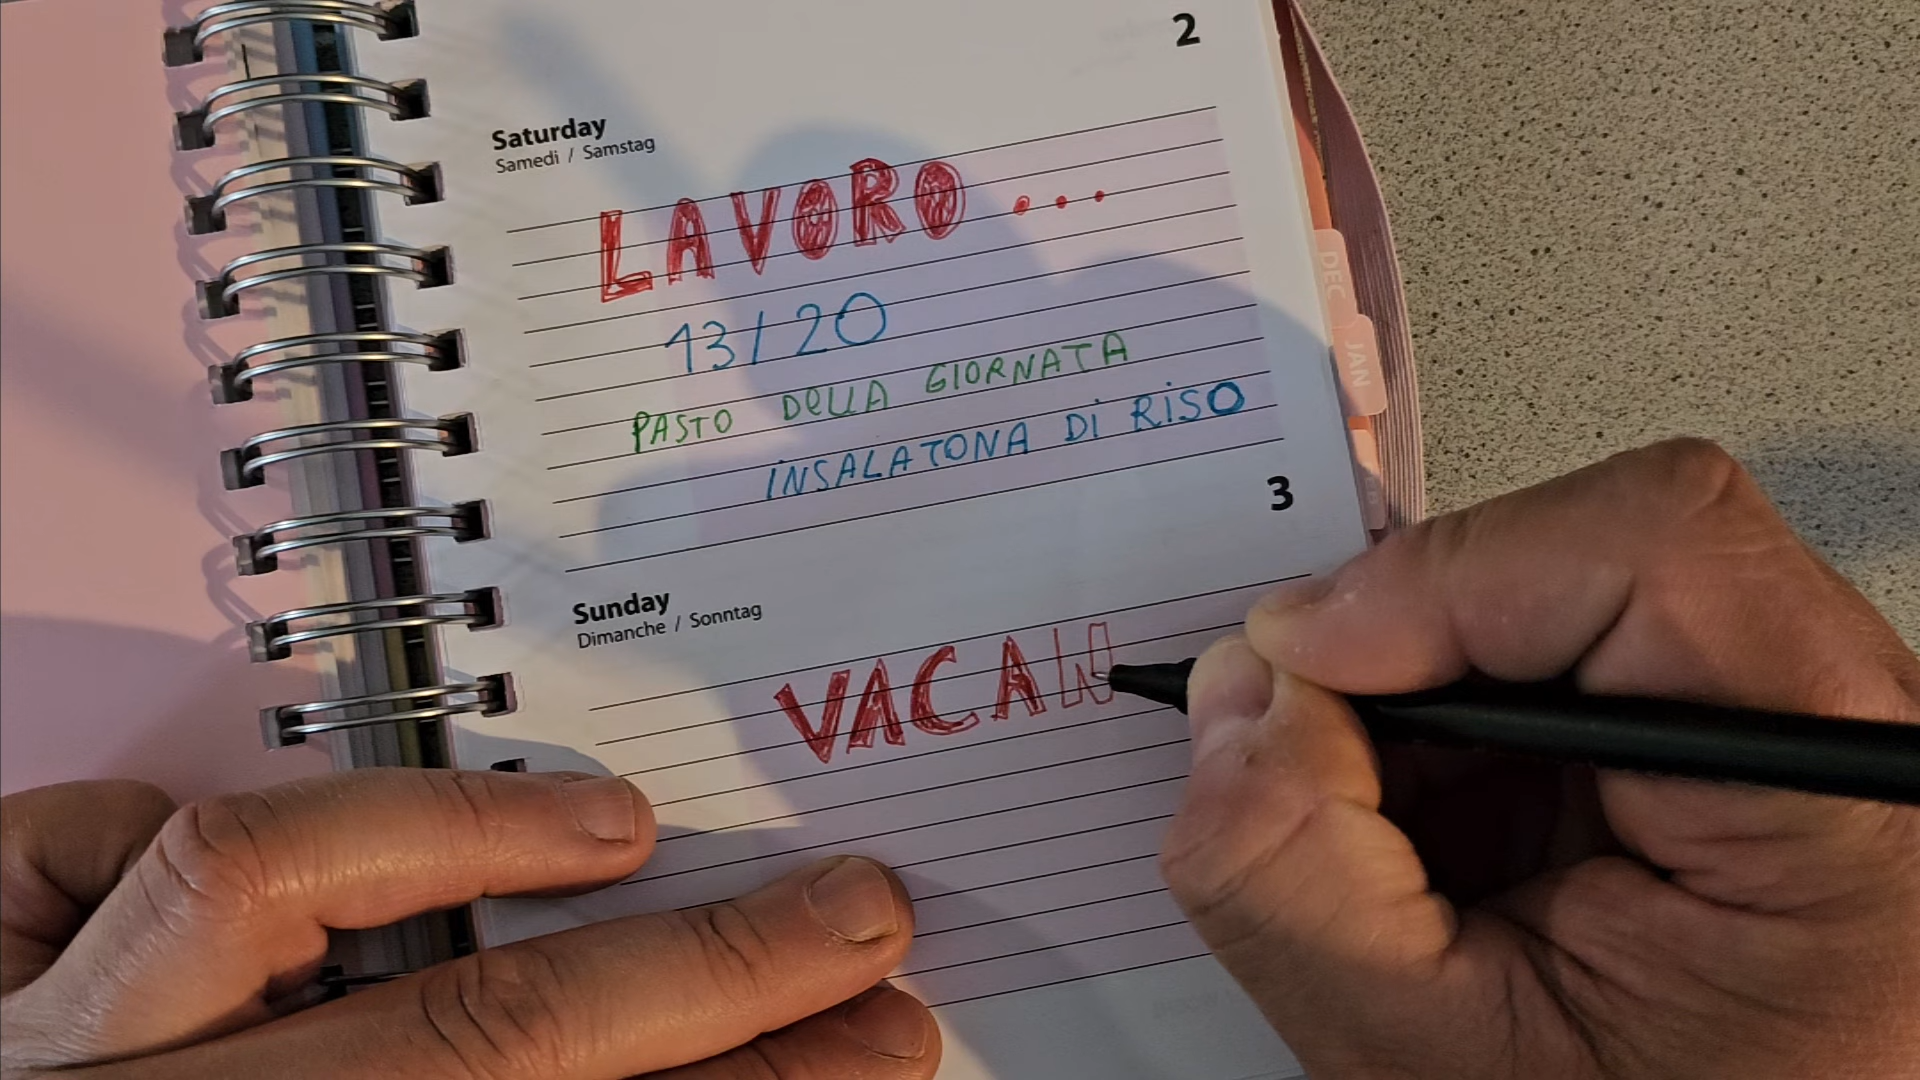 2
Saturday
Samedi / Samstag
LAVORO...
13/20
PASTO DELLA GIORNATA
INSALATONA DI RISO
3
Sunday
Dimanche / Sonntag
VACAN
DEC
JAN